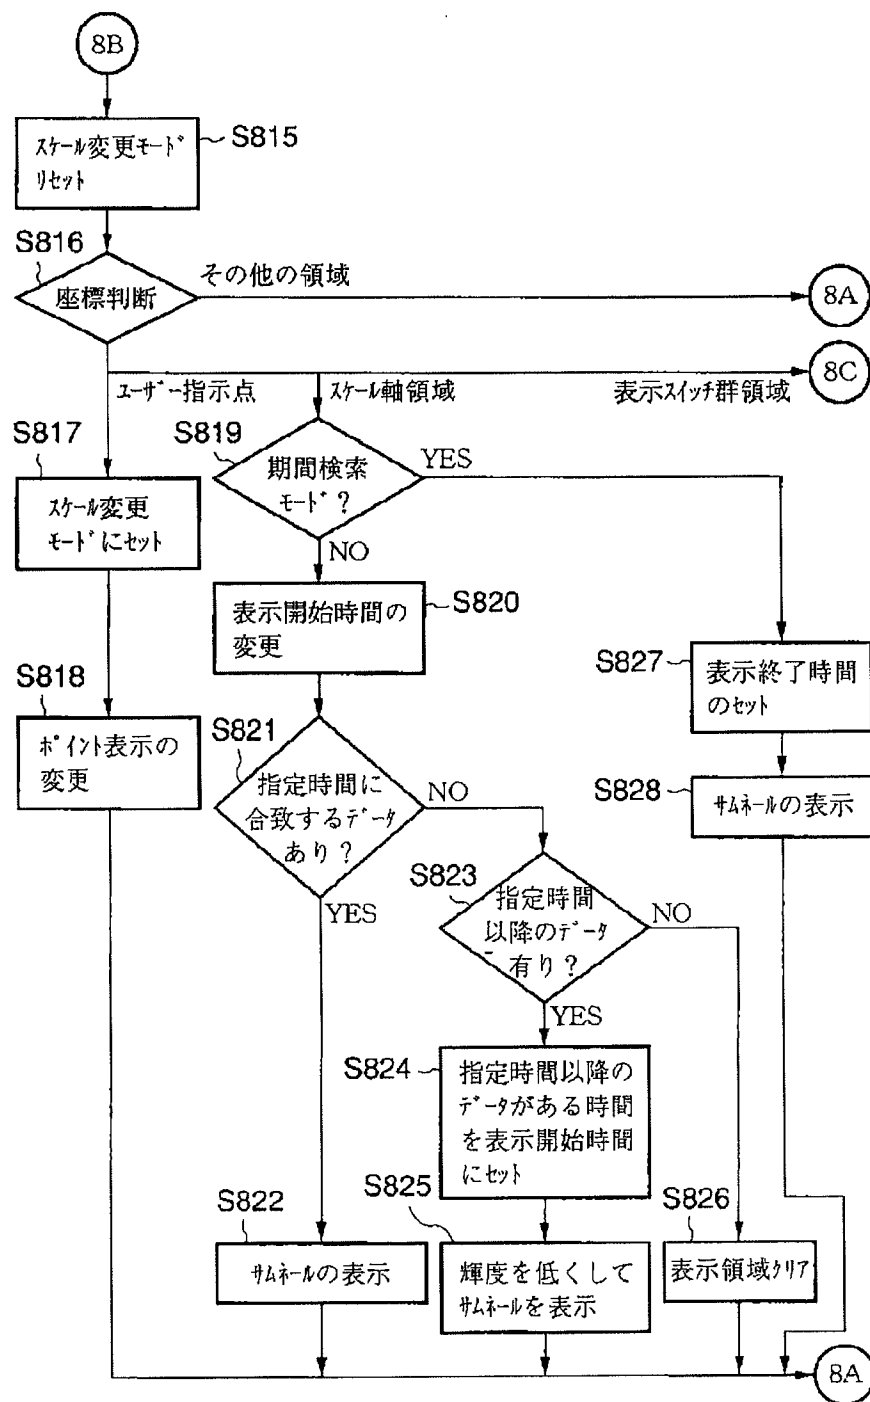 8B
スケール変更モード
リセット
S815
S816
座標判断
その他の領域
8A
8C
ユーザー指示点
スケール軸領域
表示スイッチ群領域
S817
スケール変更
モードにセット
S819
期間検索
モード?
YES
NO
表示開始時間の
変更
S820
S818
ポイント表示の
変更
S827
表示終了時間
のセット
S821
指定時間に
合致するデータ
あり?
NO
YES
S828
サムネールの表示
S823
指定時間
以降のデータ
有り?
NO
YES
S824
指定時間以降の
データがある時間
を表示開始時間
にセット
S822
サムネールの表示
S825
輝度を低くして
サムネールを表示
S826
表示領域クリア
8A